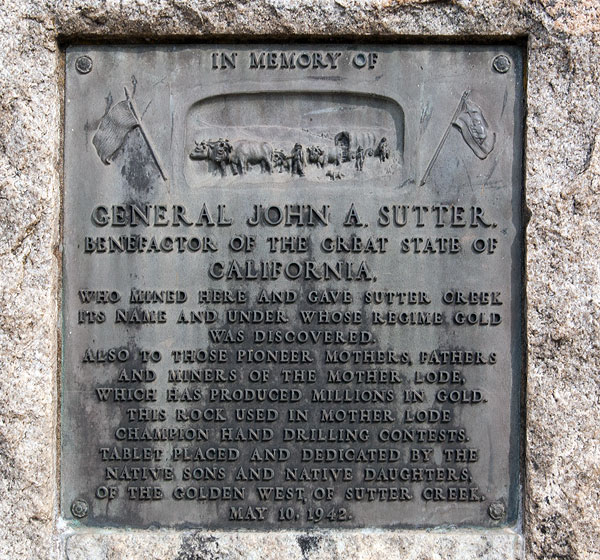 IN MEMORY OF
GENERAL JOHN A. SUTTER,
BENEFACTOR OF THE GREAT STATE OF
CALIFORNIA,
WHO MINED HERE AND GAVE SUTTER CREEK
ITS NAME AND UNDER WHOSE REGIME GOLD
WAS DISCOVERED.
ALSO TO THOSE PIONEER MOTHERS, FATHERS
AND MINERS OF THE MOTHER LODE,
WHICH HAS PRODUCED MILLIONS IN GOLD.
THIS ROCK USED IN MOTHER LODE
CHAMPION HAND DRILLING CONTESTS.
TABLET PLACED AND DEDICATED BY THE
NATIVE SONS AND NATIVE DAUGHTERS,
OF THE GOLDEN WEST, OF SUTTER CREEK.
MAY 10, 1942.